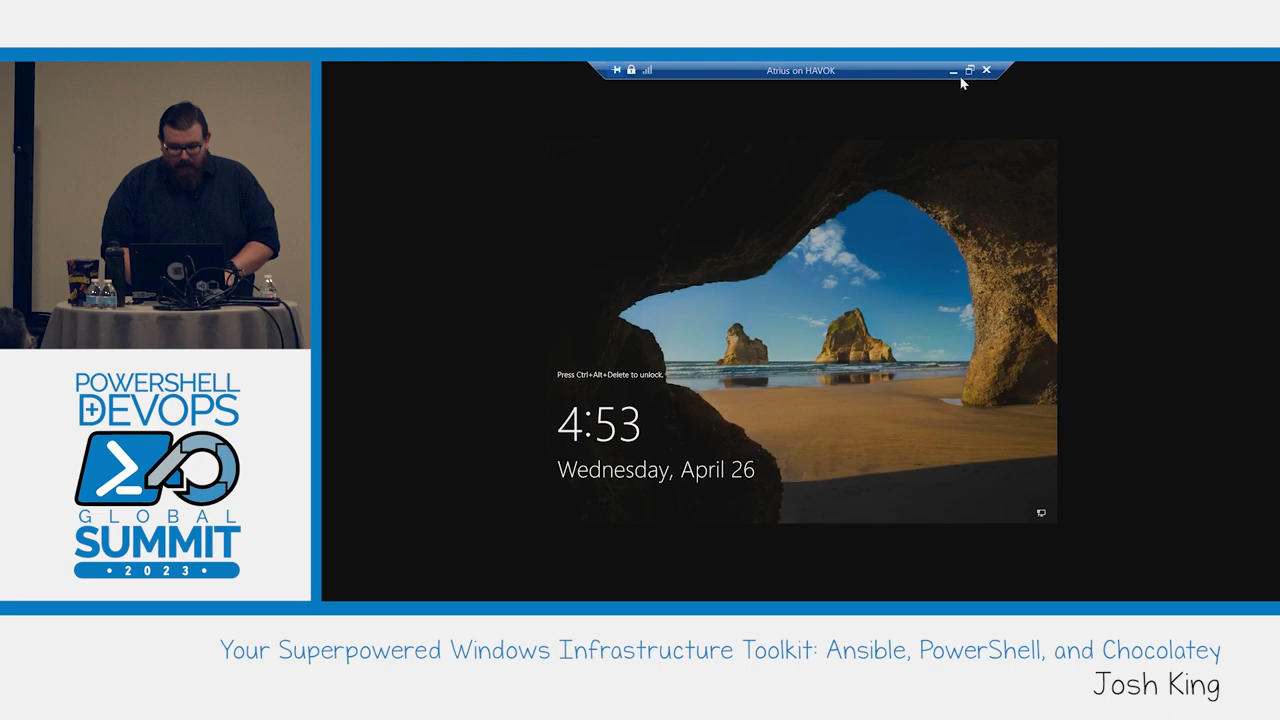 Atrius on HAVOK
Press Ctrl+Alt+Delete to unlock.
4:53
Wednesday, April 26
POWERSHELL
+DEVOPS
GLOBAL
SUMMIT
• 2023 •
Your Superpowered Windows Infrastructure Toolkit: Ansible, PowerShell, and Chocolatey
Josh King